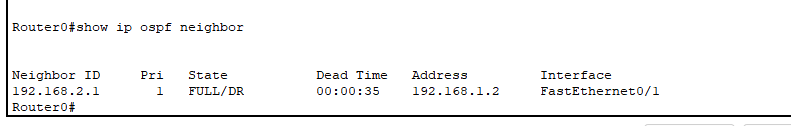 Router0#show ip ospf neighbor
Neighbor ID     Pri   State           Dead Time   Address         Interface
192.168.2.1       1   FULL/DR         00:00:35    192.168.1.2     FastEthernet0/1
Router0#